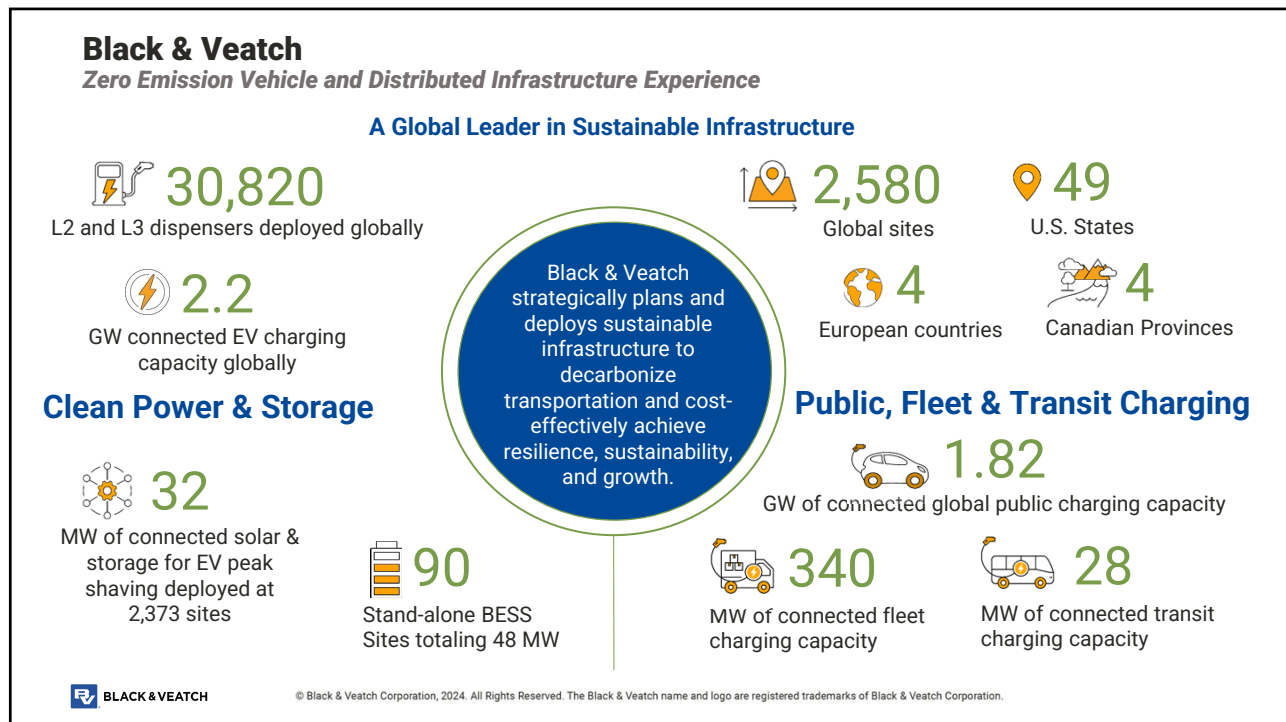 Black & Veatch
Zero Emission Vehicle and Distributed Infrastructure Experience
A Global Leader in Sustainable Infrastructure
30,820
L2 and L3 dispensers deployed globally
2.2
GW connected EV charging
capacity globally
2,580
Global sites
49
U.S. States
4
European countries
4
Canadian Provinces
Black & Veatch
strategically plans and
deploys sustainable
infrastructure to
decarbonize
transportation and cost-
effectively achieve
resilience, sustainability,
and growth.
Clean Power & Storage
32
MW of connected solar &
storage for EV peak
shaving deployed at
2,373 sites
90
Stand-alone BESS
Sites totaling 48 MW
Public, Fleet & Transit Charging
1.82
GW of connected global public charging capacity
340
MW of connected fleet
charging capacity
28
MW of connected transit
charging capacity
BLACK & VEATCH
© Black & Veatch Corporation, 2024. All Rights Reserved. The Black & Veatch name and logo are registered trademarks of Black & Veatch Corporation.